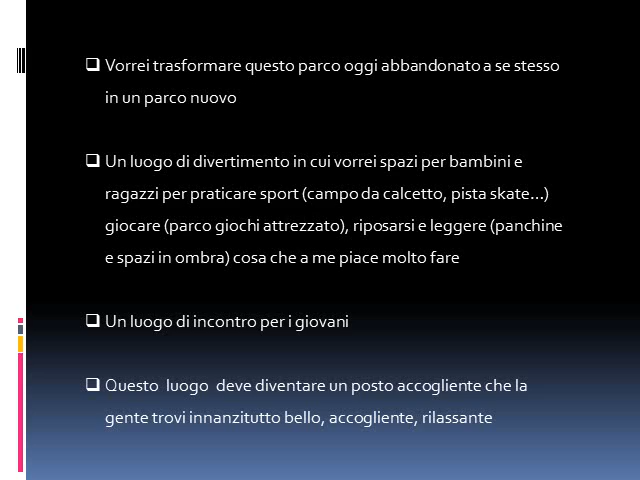 Vorrei trasformare questo parco oggi abbandonato a se stesso
in un parco nuovo
Un luogo di divertimento in cui vorrei spazi per bambini e
ragazzi per praticare sport (campo da calcetto, pista skate...)
giocare (parco giochi attrezzato), riposarsi e leggere (panchine
e spazi in ombra) cosa che a me piace molto fare
Un luogo di incontro per i giovani
Questo luogo deve diventare un posto accogliente che la
gente trovi innanzitutto bello, accogliente, rilassante